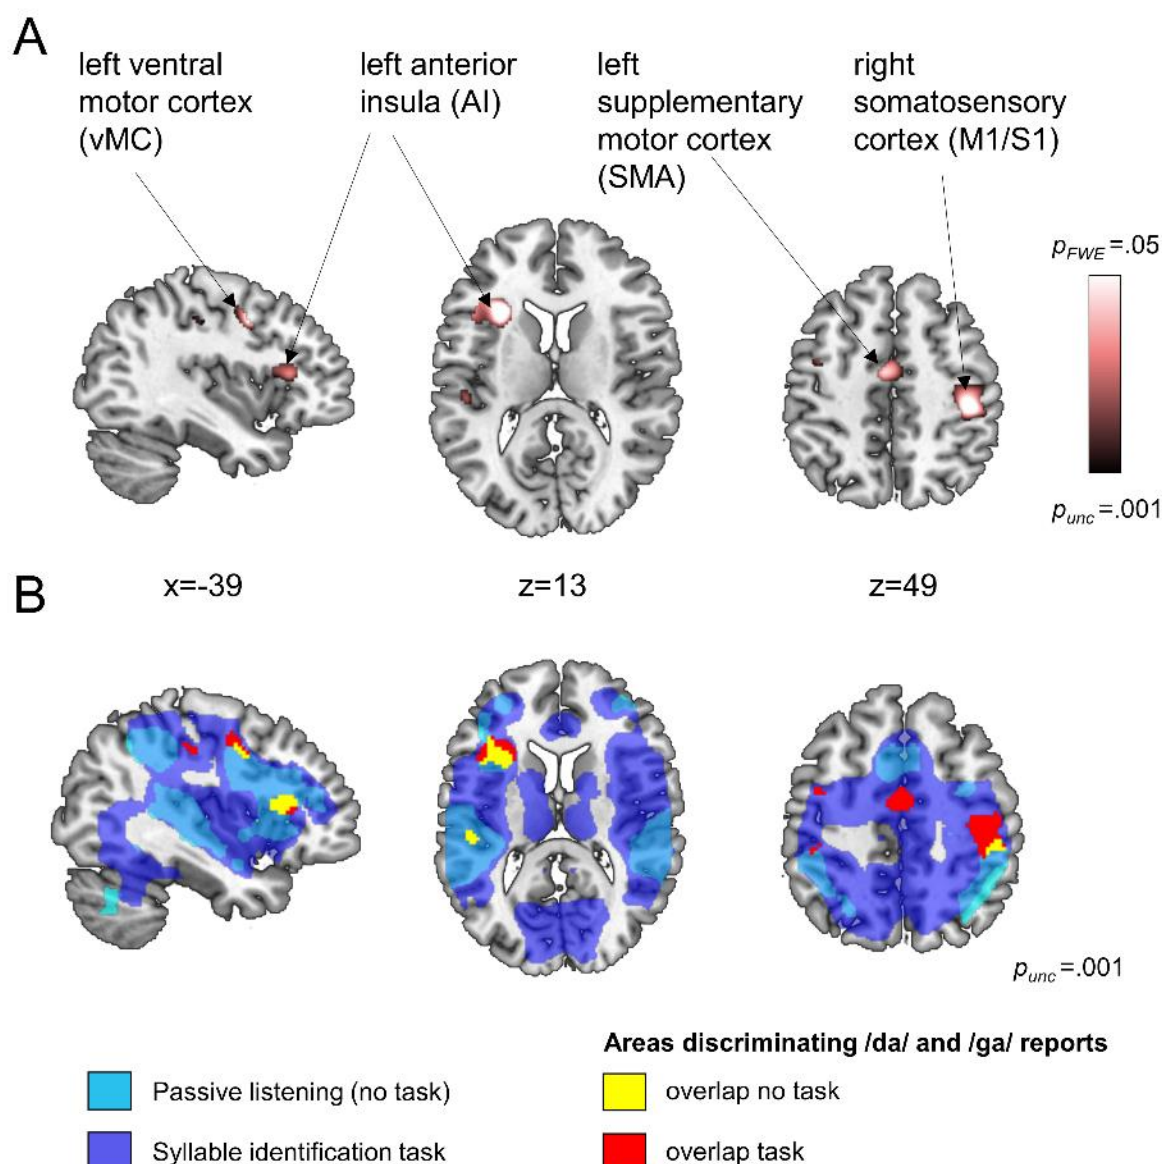 A
left ventral
motor cortex
(vMC)
left anterior
insula (AI)
left
supplementary
motor cortex
(SMA)
right
somatosensory
cortex (M1/S1)
pFWE =.05
punc =.001
B
x=-39
z=13
z=49
punc =.001
Areas discriminating /da/ and /ga/ reports
Passive listening (no task)
overlap no task
Syllable identification task
overlap task